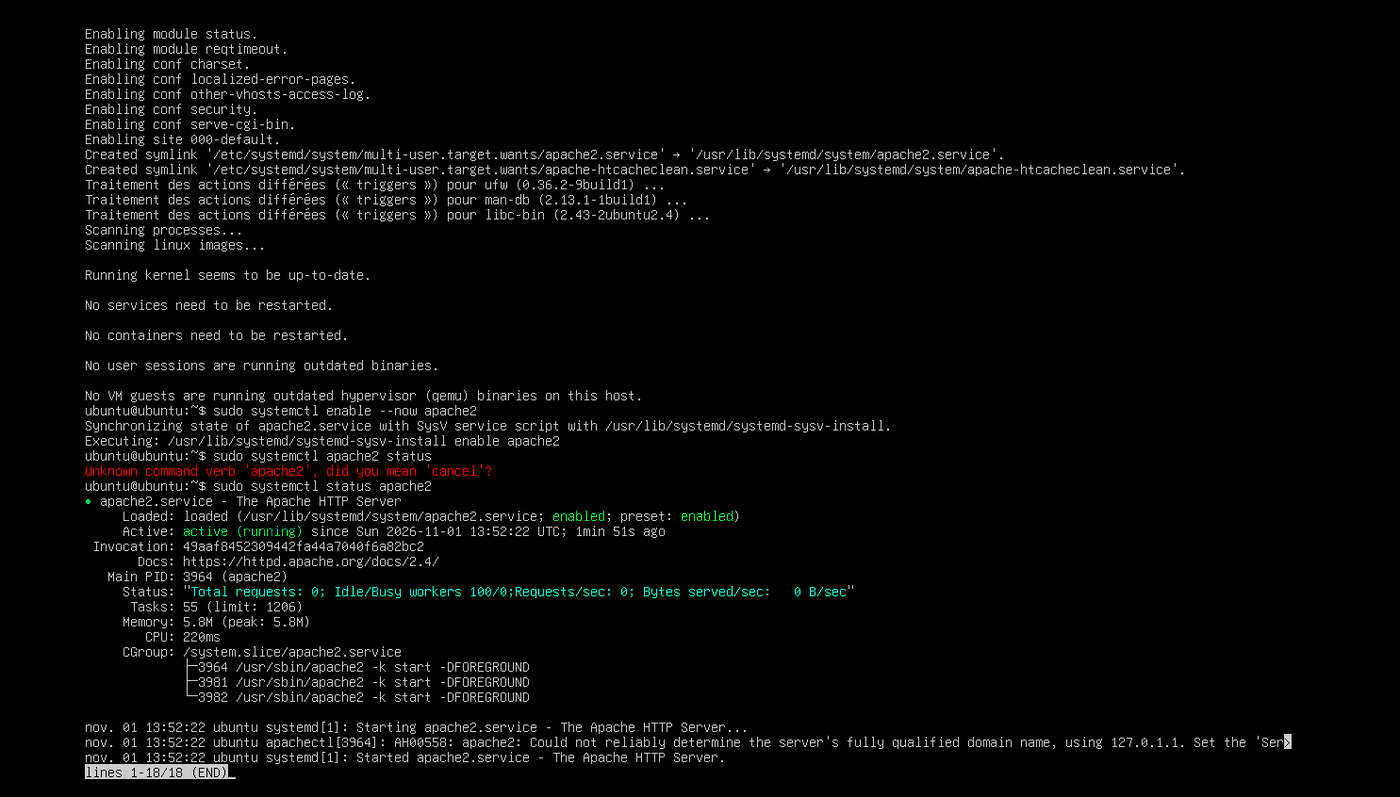 Enabling module status.
Enabling module reqtimeout.
Enabling conf charset.
Enabling conf localized-error-pages.
Enabling conf other-vhosts-access-log.
Enabling conf security.
Enabling conf serve-cgi-bin.
Enabling site 000-default.
Created symlink '/etc/systemd/system/multi-user.target.wants/apache2.service' → '/usr/lib/systemd/system/apache2.service'.
Created symlink '/etc/systemd/system/multi-user.target.wants/apache-htcacheclean.service' → '/usr/lib/systemd/system/apache-htcacheclean.service'.
Traitement des actions différées (« triggers ») pour ufw (0.36.2-9build1) ...
Traitement des actions différées (« triggers ») pour man-db (2.13.1-1build1) ...
Traitement des actions différées (« triggers ») pour libc-bin (2.43-2ubuntu2.4) ...
Scanning processes...
Scanning linux images...

Running kernel seems to be up-to-date.

No services need to be restarted.

No containers need to be restarted.

No user sessions are running outdated binaries.

No VM guests are running outdated hypervisor (qemu) binaries on this host.
ubuntu@ubuntu:~$ sudo systemctl enable --now apache2
Synchronizing state of apache2.service with SysV service script with /usr/lib/systemd/systemd-sysv-install.
Executing: /usr/lib/systemd/systemd-sysv-install enable apache2
ubuntu@ubuntu:~$ sudo systemctl apache2 status
Unknown command verb 'apache2', did you mean 'cancel'?
ubuntu@ubuntu:~$ sudo systemctl status apache2
● apache2.service - The Apache HTTP Server
     Loaded: loaded (/usr/lib/systemd/system/apache2.service; enabled; preset: enabled)
     Active: active (running) since Sun 2026-11-01 13:52:22 UTC; 1min 51s ago
 Invocation: 49aaf8452309442fa44a7040f6a82bc2
       Docs: https://httpd.apache.org/docs/2.4/
   Main PID: 3964 (apache2)
     Status: "Total requests: 0; Idle/Busy workers 100/0;Requests/sec: 0; Bytes served/sec:   0 B/sec"
      Tasks: 55 (limit: 1206)
     Memory: 5.8M (peak: 5.8M)
        CPU: 220ms
     CGroup: /system.slice/apache2.service
             ├─3964 /usr/sbin/apache2 -k start -DFOREGROUND
             ├─3981 /usr/sbin/apache2 -k start -DFOREGROUND
             └─3982 /usr/sbin/apache2 -k start -DFOREGROUND

nov. 01 13:52:22 ubuntu systemd[1]: Starting apache2.service - The Apache HTTP Server...
nov. 01 13:52:22 ubuntu apachectl[3964]: AH00558: apache2: Could not reliably determine the server's fully qualified domain name, using 127.0.1.1. Set the 'Ser>
nov. 01 13:52:22 ubuntu systemd[1]: Started apache2.service - The Apache HTTP Server.
lines 1-18/18 (END)